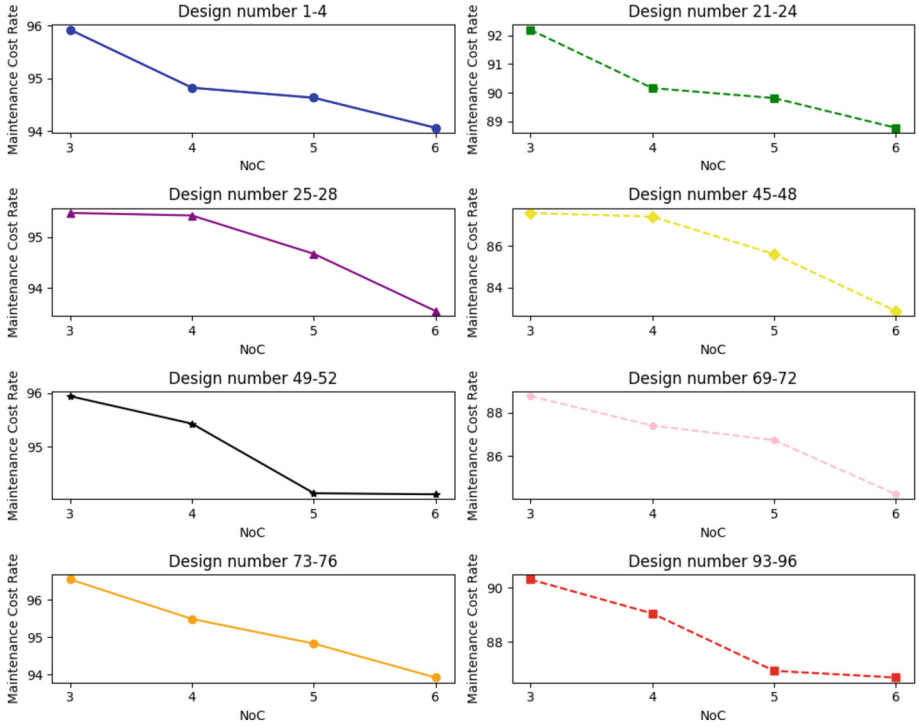 Design number 1-4
Maintenance Cost Rate
96
95
94
3 4 5 6
NoC
Design number 21-24
Maintenance Cost Rate
92
91
90
89
3 4 5 6
NoC
Design number 25-28
Maintenance Cost Rate
95
94
3 4 5 6
NoC
Design number 45-48
Maintenance Cost Rate
86
84
3 4 5 6
NoC
Design number 49-52
Maintenance Cost Rate
96
95
3 4 5 6
NoC
Design number 69-72
Maintenance Cost Rate
88
86
3 4 5 6
NoC
Design number 73-76
Maintenance Cost Rate
96
95
94
3 4 5 6
NoC
Design number 93-96
Maintenance Cost Rate
90
88
3 4 5 6
NoC